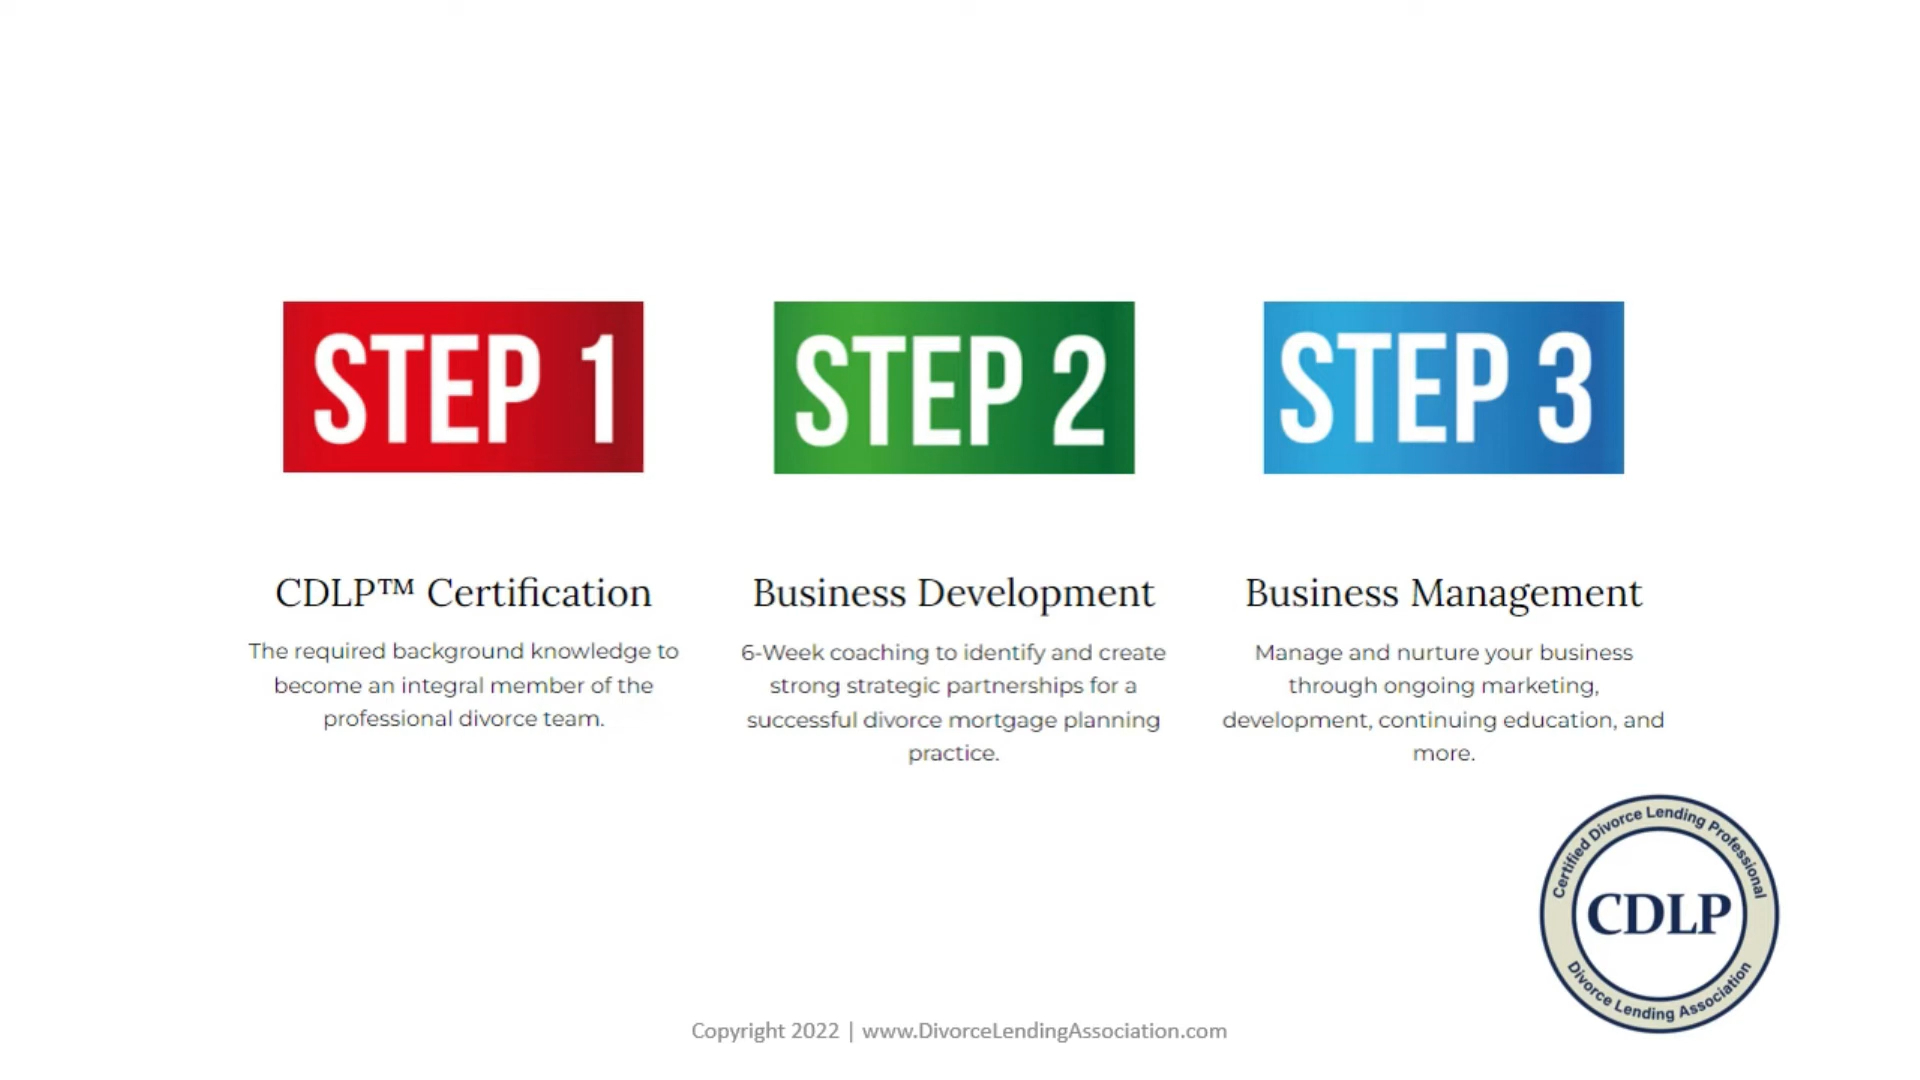 STEP 1
STEP 2
STEP 3
CDLP™ Certification
The required background knowledge to
become an integral member of the
professional divorce team.
Business Development
6-Week coaching to identify and create
strong strategic partnerships for a
successful divorce mortgage planning
practice.
Business Management
Manage and nurture your business
through ongoing marketing,
development, continuing education, and
more.
Certified Divorce Lending Professional
CDLP
Divorce Lending Association
Copyright 2022 | www.DivorceLendingAssociation.com